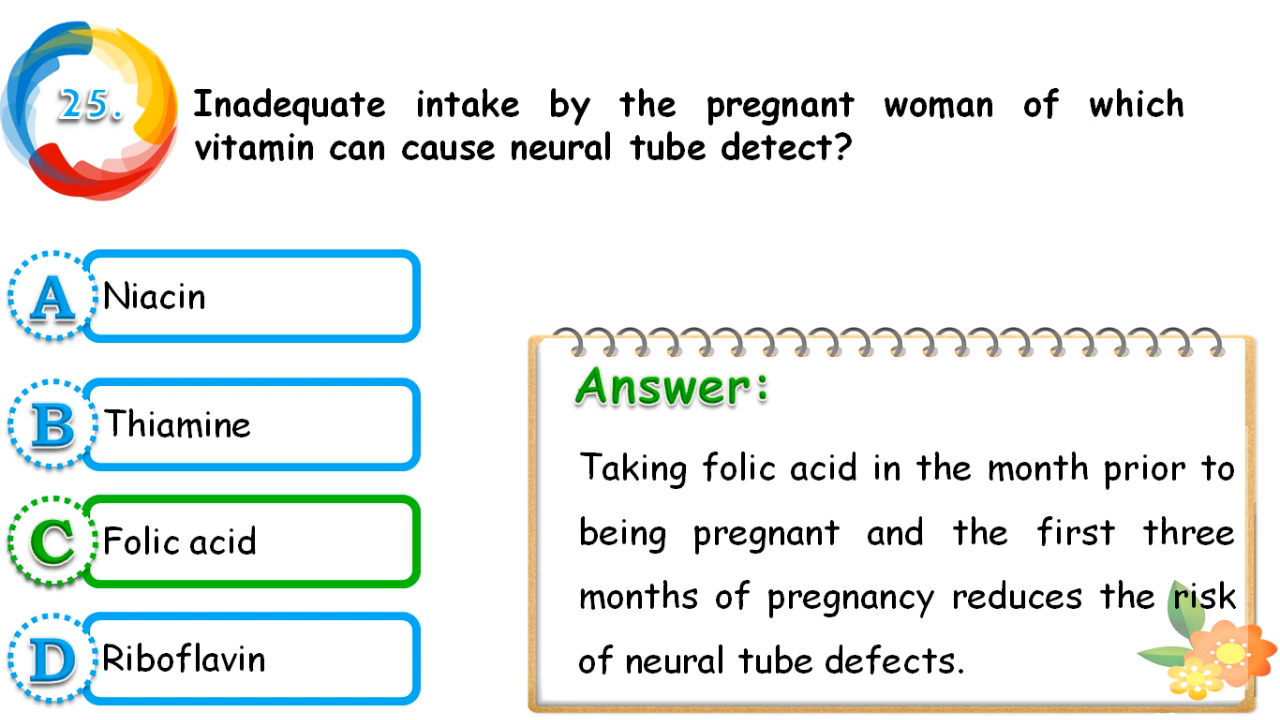 25.
Inadequate intake by the pregnant woman of which
vitamin can cause neural tube detect?
A Niacin
B Thiamine
C Folic acid
D Riboflavin
Answer:
Taking folic acid in the month prior to
being pregnant and the first three
months of pregnancy reduces the risk
of neural tube defects.